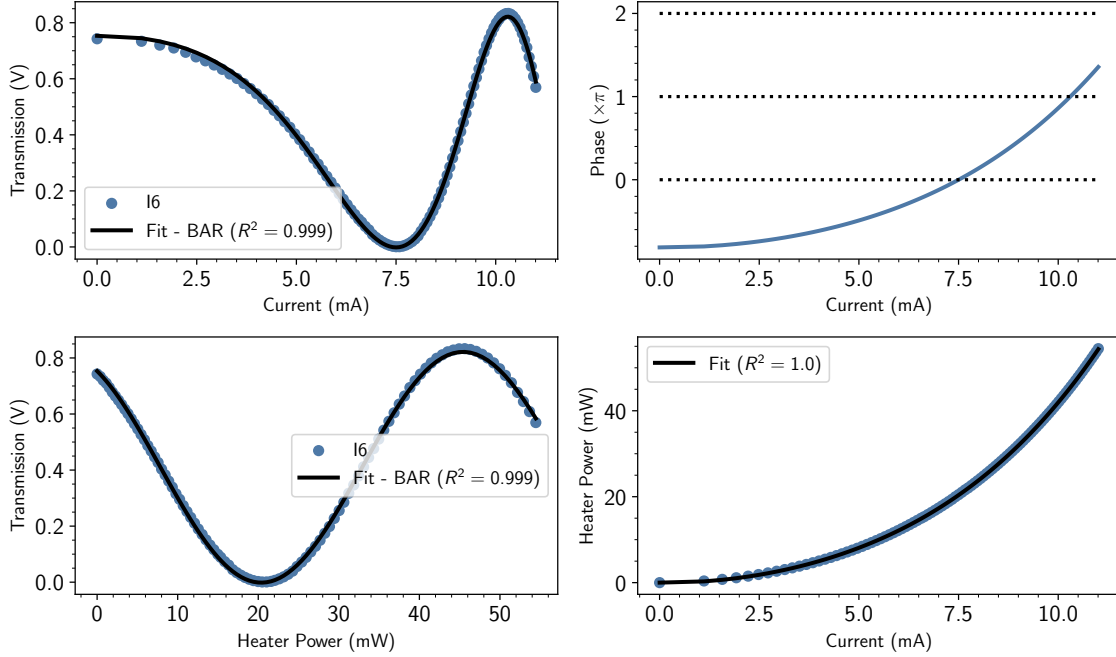 Transmission (V)
0.8
0.6
0.4
0.2
0.0
I6
Fit - BAR (R² = 0.999)
0.0 2.5 5.0 7.5 10.0
Current (mA)
Phase (×π)
2
1
0
0.0 2.5 5.0 7.5 10.0
Current (mA)
Transmission (V)
0.8
0.6
0.4
0.2
0.0
I6
Fit - BAR (R² = 0.999)
0 10 20 30 40 50
Heater Power (mW)
Heater Power (mW)
40
20
0
Fit (R² = 1.0)
0.0 2.5 5.0 7.5 10.0
Current (mA)